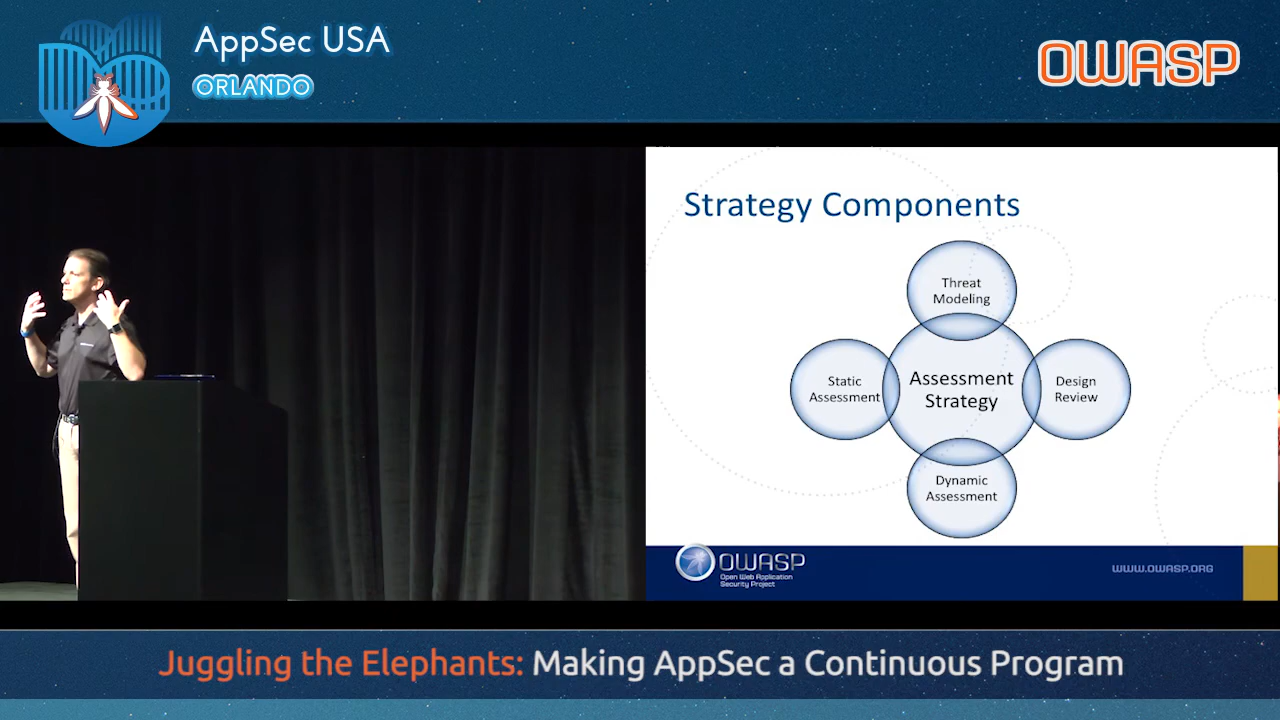 AppSec USA
ORLANDO
OWASP
Strategy Components
Threat
Modeling
Static
Assessment
Assessment
Strategy
Design
Review
Dynamic
Assessment
OWASP
Open Web Application
Security Project
WWW.OWASP.ORG
Juggling the Elephants: Making AppSec a Continuous Program